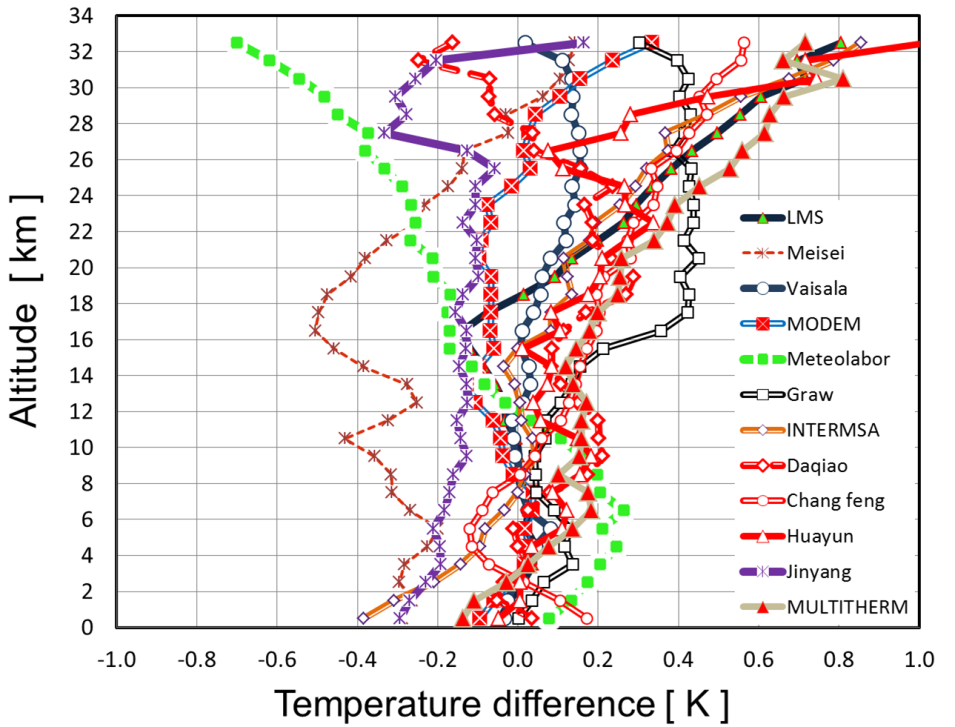 34
32
30
28
26
24
22
20
18
16
14
12
10
8
6
4
2
0
Altitude [ km ]
LMS
Meisei
Vaisala
MODEM
Meteolabor
Graw
INTERMSA
Daqiao
Chang feng
Huayun
Jinyang
MULTITHERM
-1.0 -0.8 -0.6 -0.4 -0.2 0.0 0.2 0.4 0.6 0.8 1.0
Temperature difference [ K ]